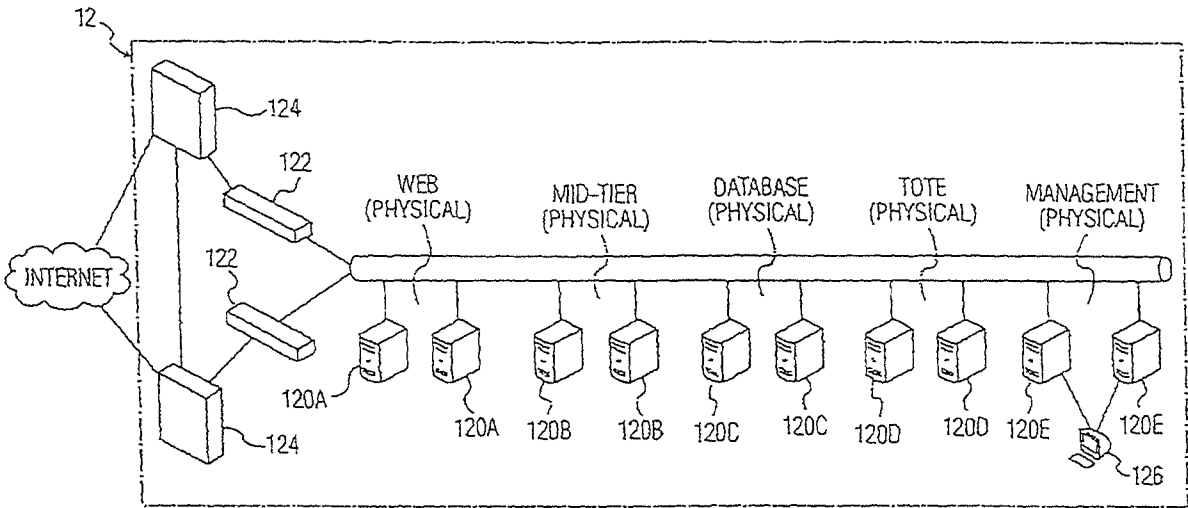 12
124
122
WEB
(PHYSICAL)
MID-TIER
(PHYSICAL)
DATABASE
(PHYSICAL)
TOTE
(PHYSICAL)
MANAGEMENT
(PHYSICAL)
INTERNET
122
120A
120A
120B
120B
120C
120C
120D
120D
120E
120E
124
126